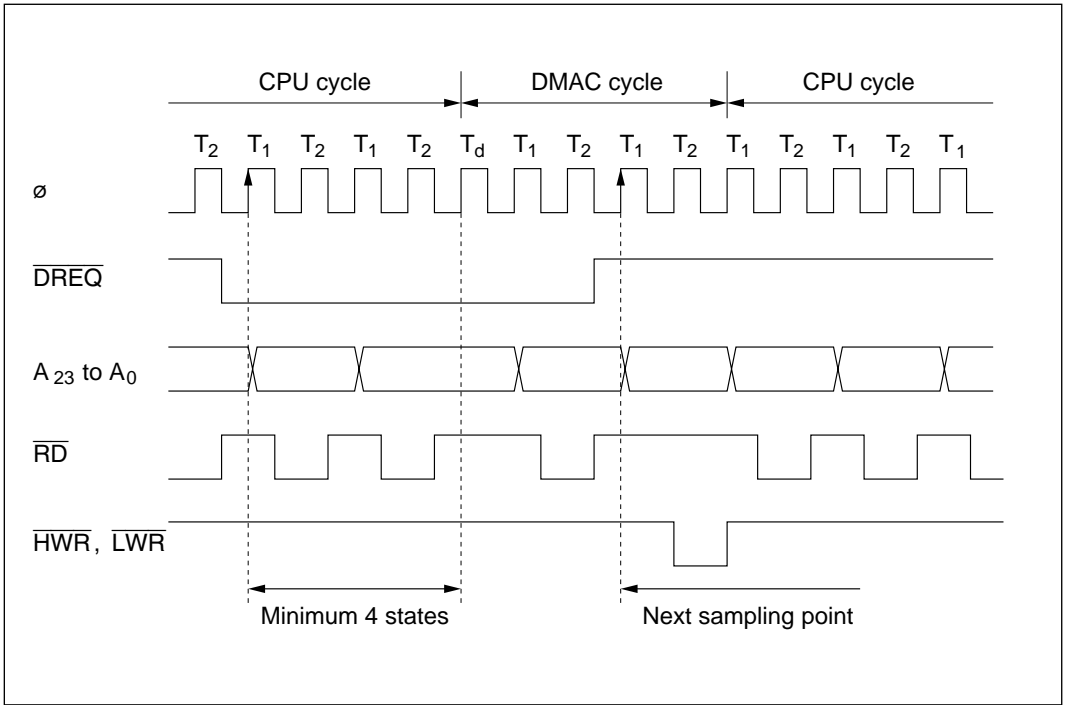 CPU cycle DMAC cycle CPU cycle
T2 T1 T2 T1 T2 Td T1 T2 T1 T2 T1 T2 T1 T2 T1
ø
DREQ
A23 to A0
RD
HWR, LWR
Minimum 4 states Next sampling point